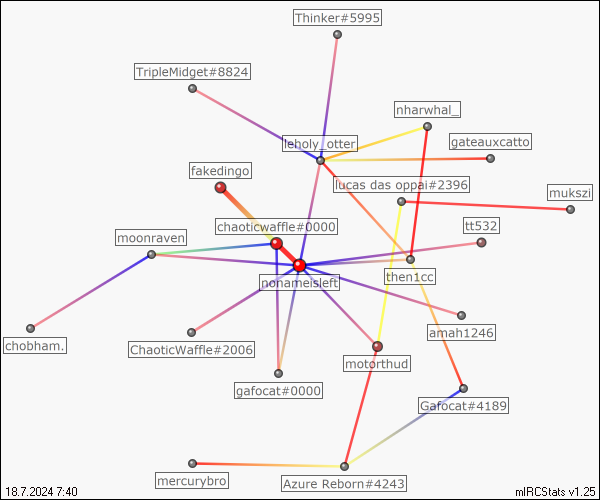 Thinker#5995
TripleMidget#8824
nharwhal_
leholy_otter
gateauxcatto
fakedingo
lucas das oppai#2396
mukszi
chaoticwaffle#0000
tt532
moonraven
then1cc
nonameisleft
amah1246
chobham.
ChaoticWaffle#2006
motorthud
gafocat#0000
Gafocat#4189
mercurybro
Azure Reborn#4243
18.7.2024 7:40
mIRCStats v1.25